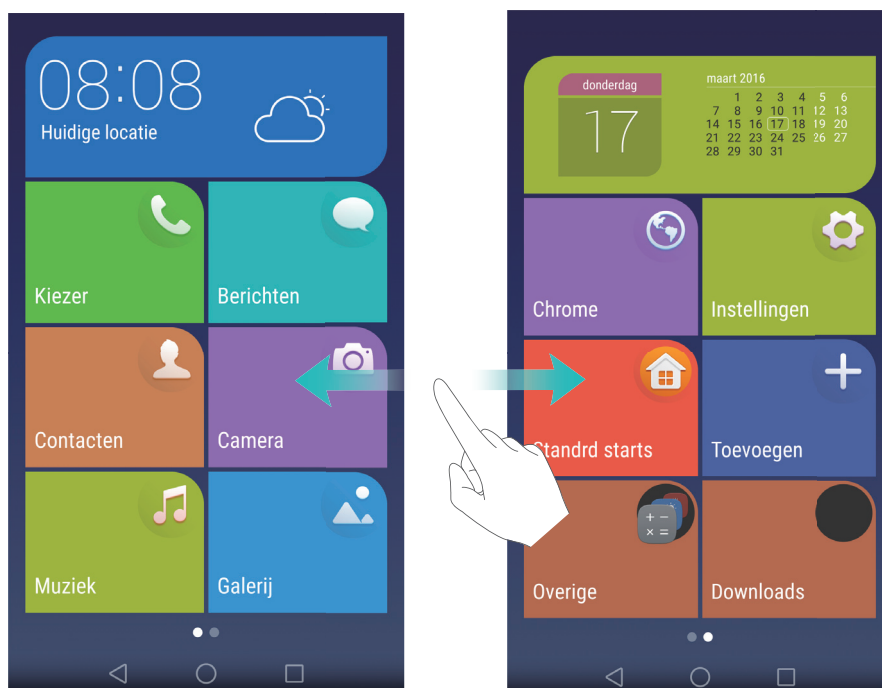 08:08
Huidige locatie
Kiezer
Berichten
Contacten
Camera
Muziek
Galerij
donderdag
17
maart 2016
1 2 3 4 5 6
7 8 9 10 11 12 13
14 15 16 17 18 19 20
21 22 23 24 25 26 27
28 29 30 31
Chrome
Instellingen
Standrd starts
Toevoegen
Overige
Downloads